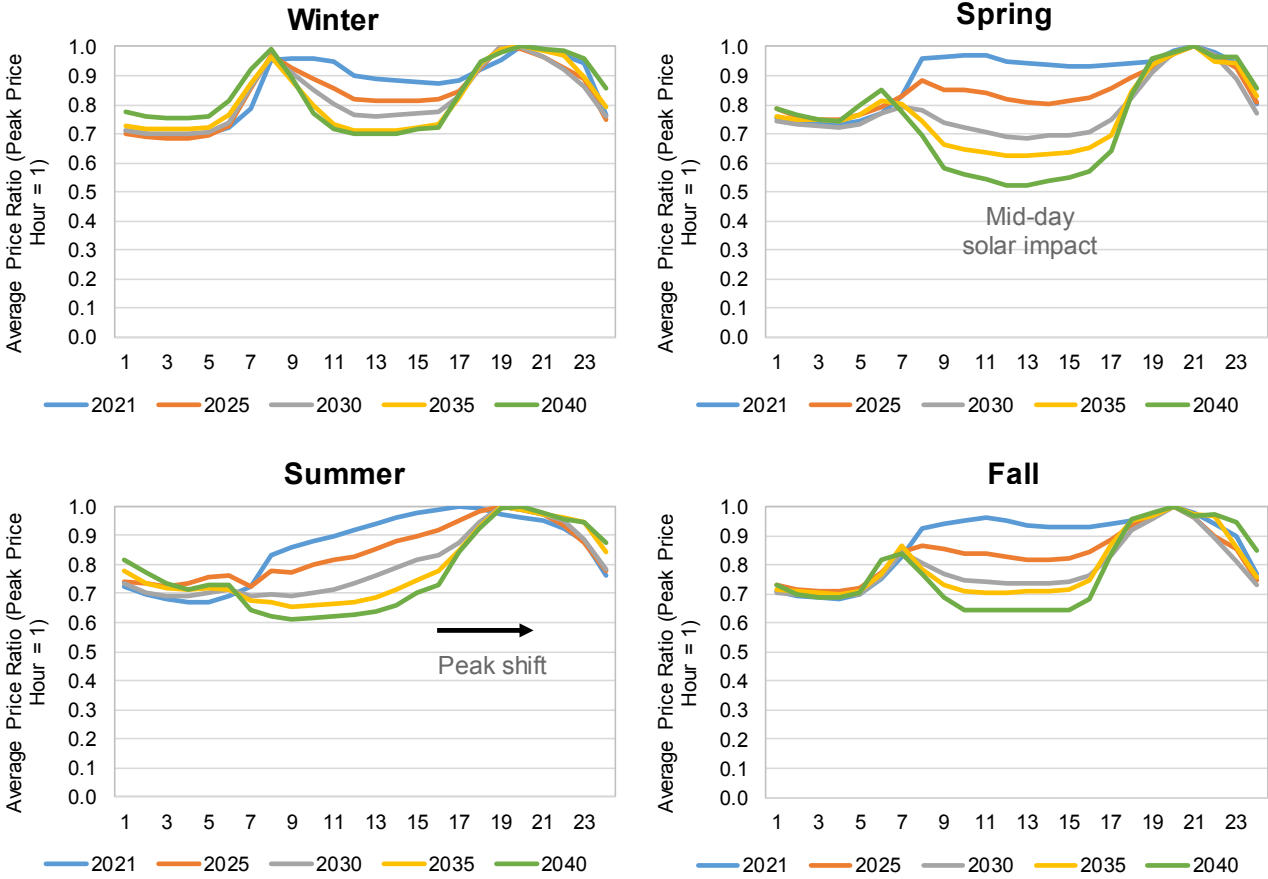 Winter
Average Price Ratio (Peak Price
Hour = 1)
1.0
0.9
0.8
0.7
0.6
0.5
0.4
0.3
0.2
0.1
0.0
1 3 5 7 9 11 13 15 17 19 21 23
2021 2025 2030 2035 2040
Spring
Average Price Ratio (Peak Price
Hour = 1)
1.0
0.9
0.8
0.7
0.6
0.5
0.4
0.3
0.2
0.1
0.0
Mid-day
solar impact
1 3 5 7 9 11 13 15 17 19 21 23
2021 2025 2030 2035 2040
Summer
Average Price Ratio (Peak Price
Hour = 1)
1.0
0.9
0.8
0.7
0.6
0.5
0.4
0.3
0.2
0.1
0.0
Peak shift
1 3 5 7 9 11 13 15 17 19 21 23
2021 2025 2030 2035 2040
Fall
Average Price Ratio (Peak Price
Hour = 1)
1.0
0.9
0.8
0.7
0.6
0.5
0.4
0.3
0.2
0.1
0.0
1 3 5 7 9 11 13 15 17 19 21 23
2021 2025 2030 2035 2040